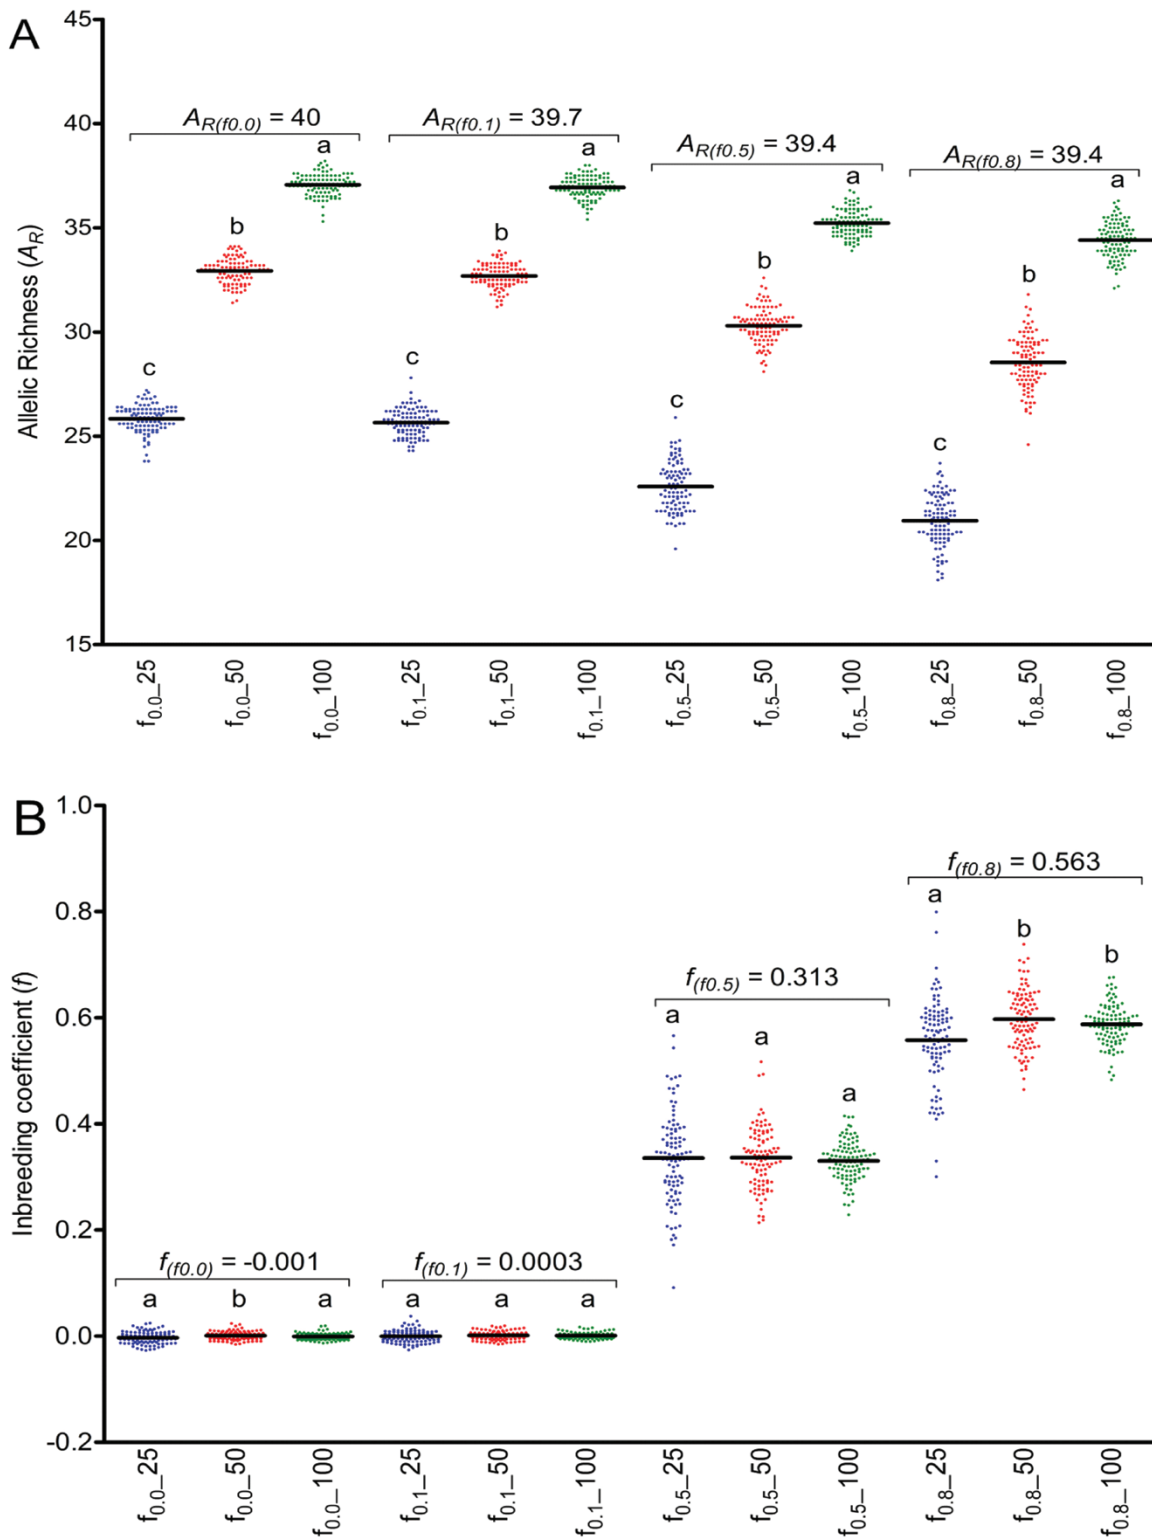 A
45
40
35
30
25
20
15
Allelic Richness (AR)
AR(f0.0) = 40
AR(f0.1) = 39.7
AR(f0.5) = 39.4
AR(f0.8) = 39.4
c
b
a
c
b
a
c
b
a
c
b
a
f0.0_25
f0.0_50
f0.0_100
f0.1_25
f0.1_50
f0.1_100
f0.5_25
f0.5_50
f0.5_100
f0.8_25
f0.8_50
f0.8_100
B
1.0
0.8
0.6
0.4
0.2
0.0
-0.2
Inbreeding coefficient (f)
f(f0.0) = -0.001
f(f0.1) = 0.0003
f(f0.5) = 0.313
f(f0.8) = 0.563
a
b
a
a
a
a
a
a
a
a
b
b
f0.0_25
f0.0_50
f0.0_100
f0.1_25
f0.1_50
f0.1_100
f0.5_25
f0.5_50
f0.5_100
f0.8_25
f0.8_50
f0.8_100